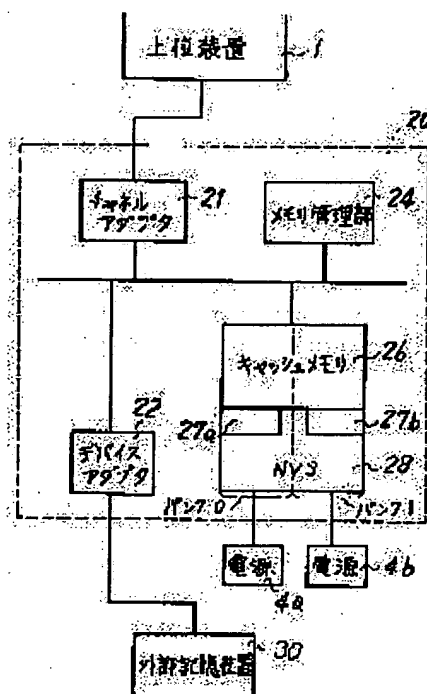 上位装置
1
20
チャネル
アダプタ
21
メモリ管理部
24
キャッシュメモリ
26
22
デバイス
アダプタ
27a
27b
NVS
28
バンク0
バンク1
電源
4a
電源
4b
外部記憶装置
30